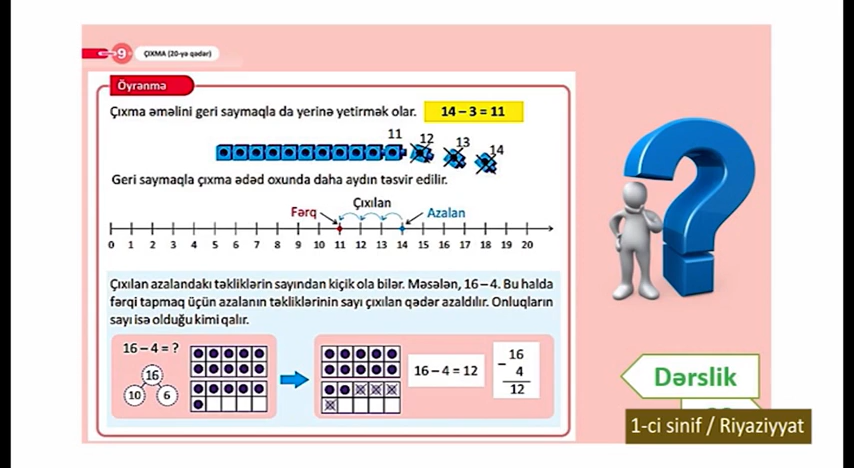 9 ÇIXMA (20-yə qədər)
Öyrənmə
Çıxma əməlini geri saymaqla da yerinə yetirmək olar. 14 – 3 = 11
11 12 13 14
Geri saymaqla çıxma ədəd oxunda daha aydın təsvir edilir.
Çıxılan
Fərq Azalan
0 1 2 3 4 5 6 7 8 9 10 11 12 13 14 15 16 17 18 19 20
Çıxılan azalandakı təkliklərin sayından kiçik ola bilər. Məsələn, 16 – 4. Bu halda
fərqi tapmaq üçün azalanın təkliklərinin sayı çıxılan qədər azaldılır. Onluqların
sayı isə olduğu kimi qalır.
16 – 4 = ?
16
10 6
16 – 4 = 12
16
– 4
12
Dərslik
1-ci sinif / Riyaziyyat